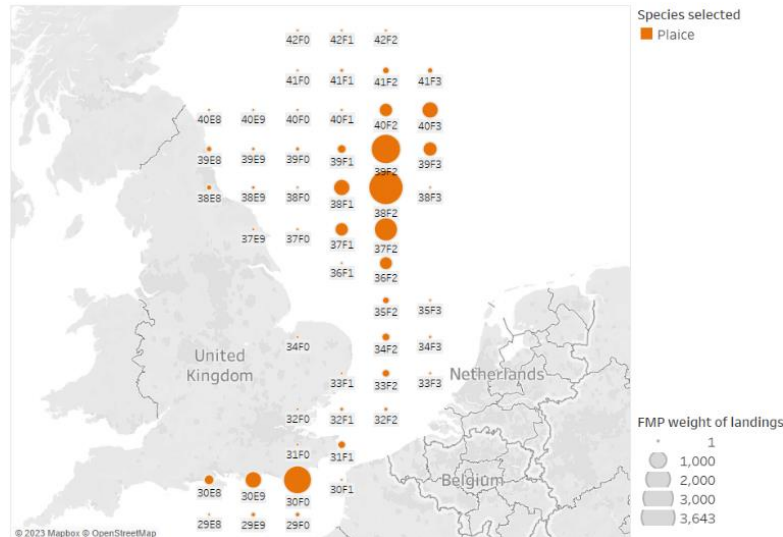 Species selected
Plaice
42F0 42F1 42F2
41F0 41F1 41F2 41F3
40E8 40E9 40F0 40F1 40F2 40F3
39E8 39E9 39F0 39F1 39F2 39F3
38E8 38E9 38F0 38F1 38F2 38F3
37E9 37F0 37F1 37F2
36F1 36F2
35F2 35F3
34F0 34F2 34F3
United
Kingdom
33F1 33F2 33F3
Netherlands
32F0 32F1 32F2
31F0 31F1
30E8 30E9 30F0 30F1
Belgium
29E8 29E9 29F0
FMP weight of landings
1
1,000
2,000
3,000
3,643
© 2023 Mapbox © OpenStreetMap